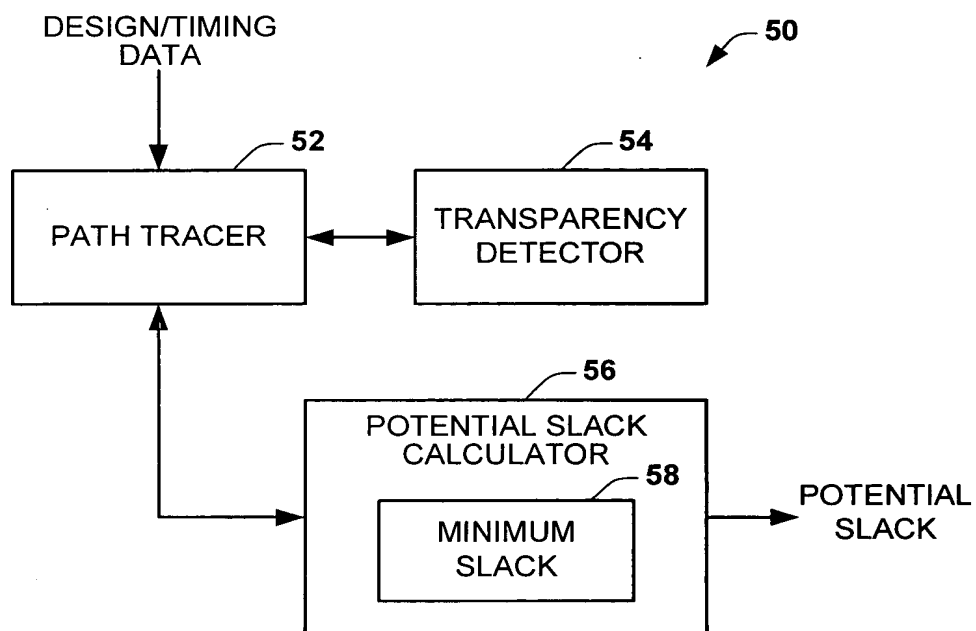 DESIGN/TIMING
DATA
50
52
54
PATH TRACER
TRANSPARENCY
DETECTOR
56
POTENTIAL SLACK
CALCULATOR
58
MINIMUM
SLACK
POTENTIAL
SLACK